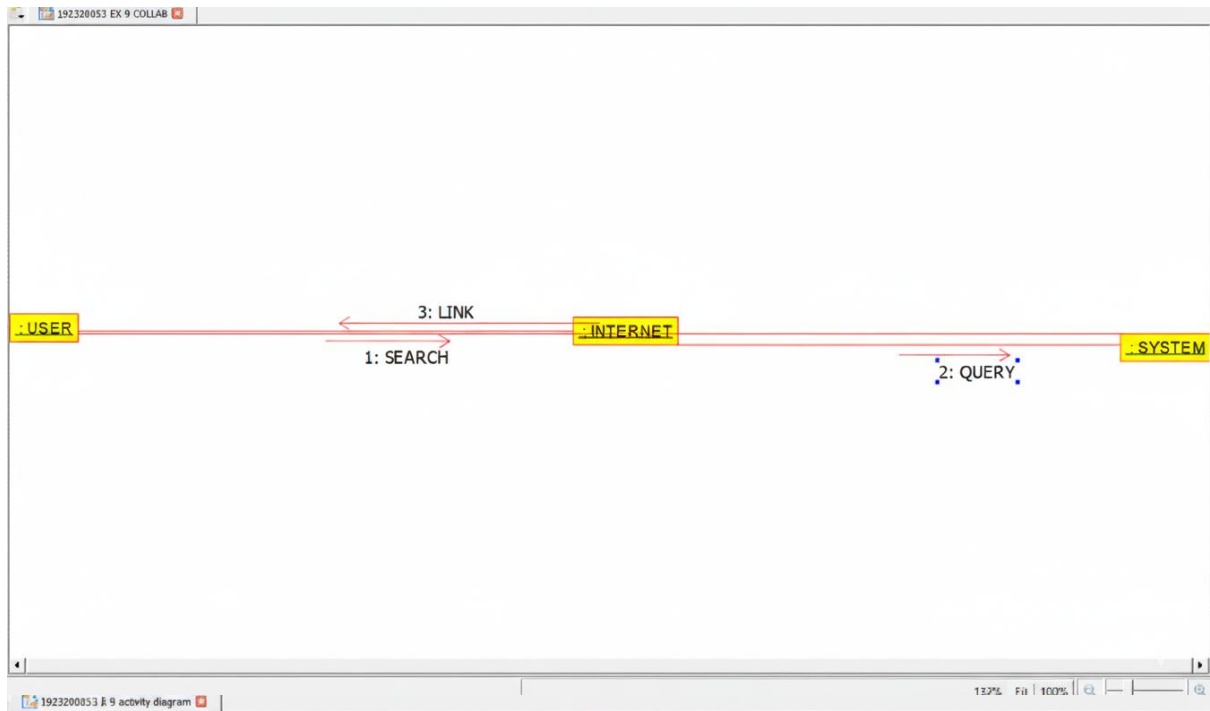 192320053 EX 9 COLLAB
3: LINK
: USER
: INTERNET
: SYSTEM
1: SEARCH
2: QUERY
132% Fit 100%
1923200853 9 activity diagram